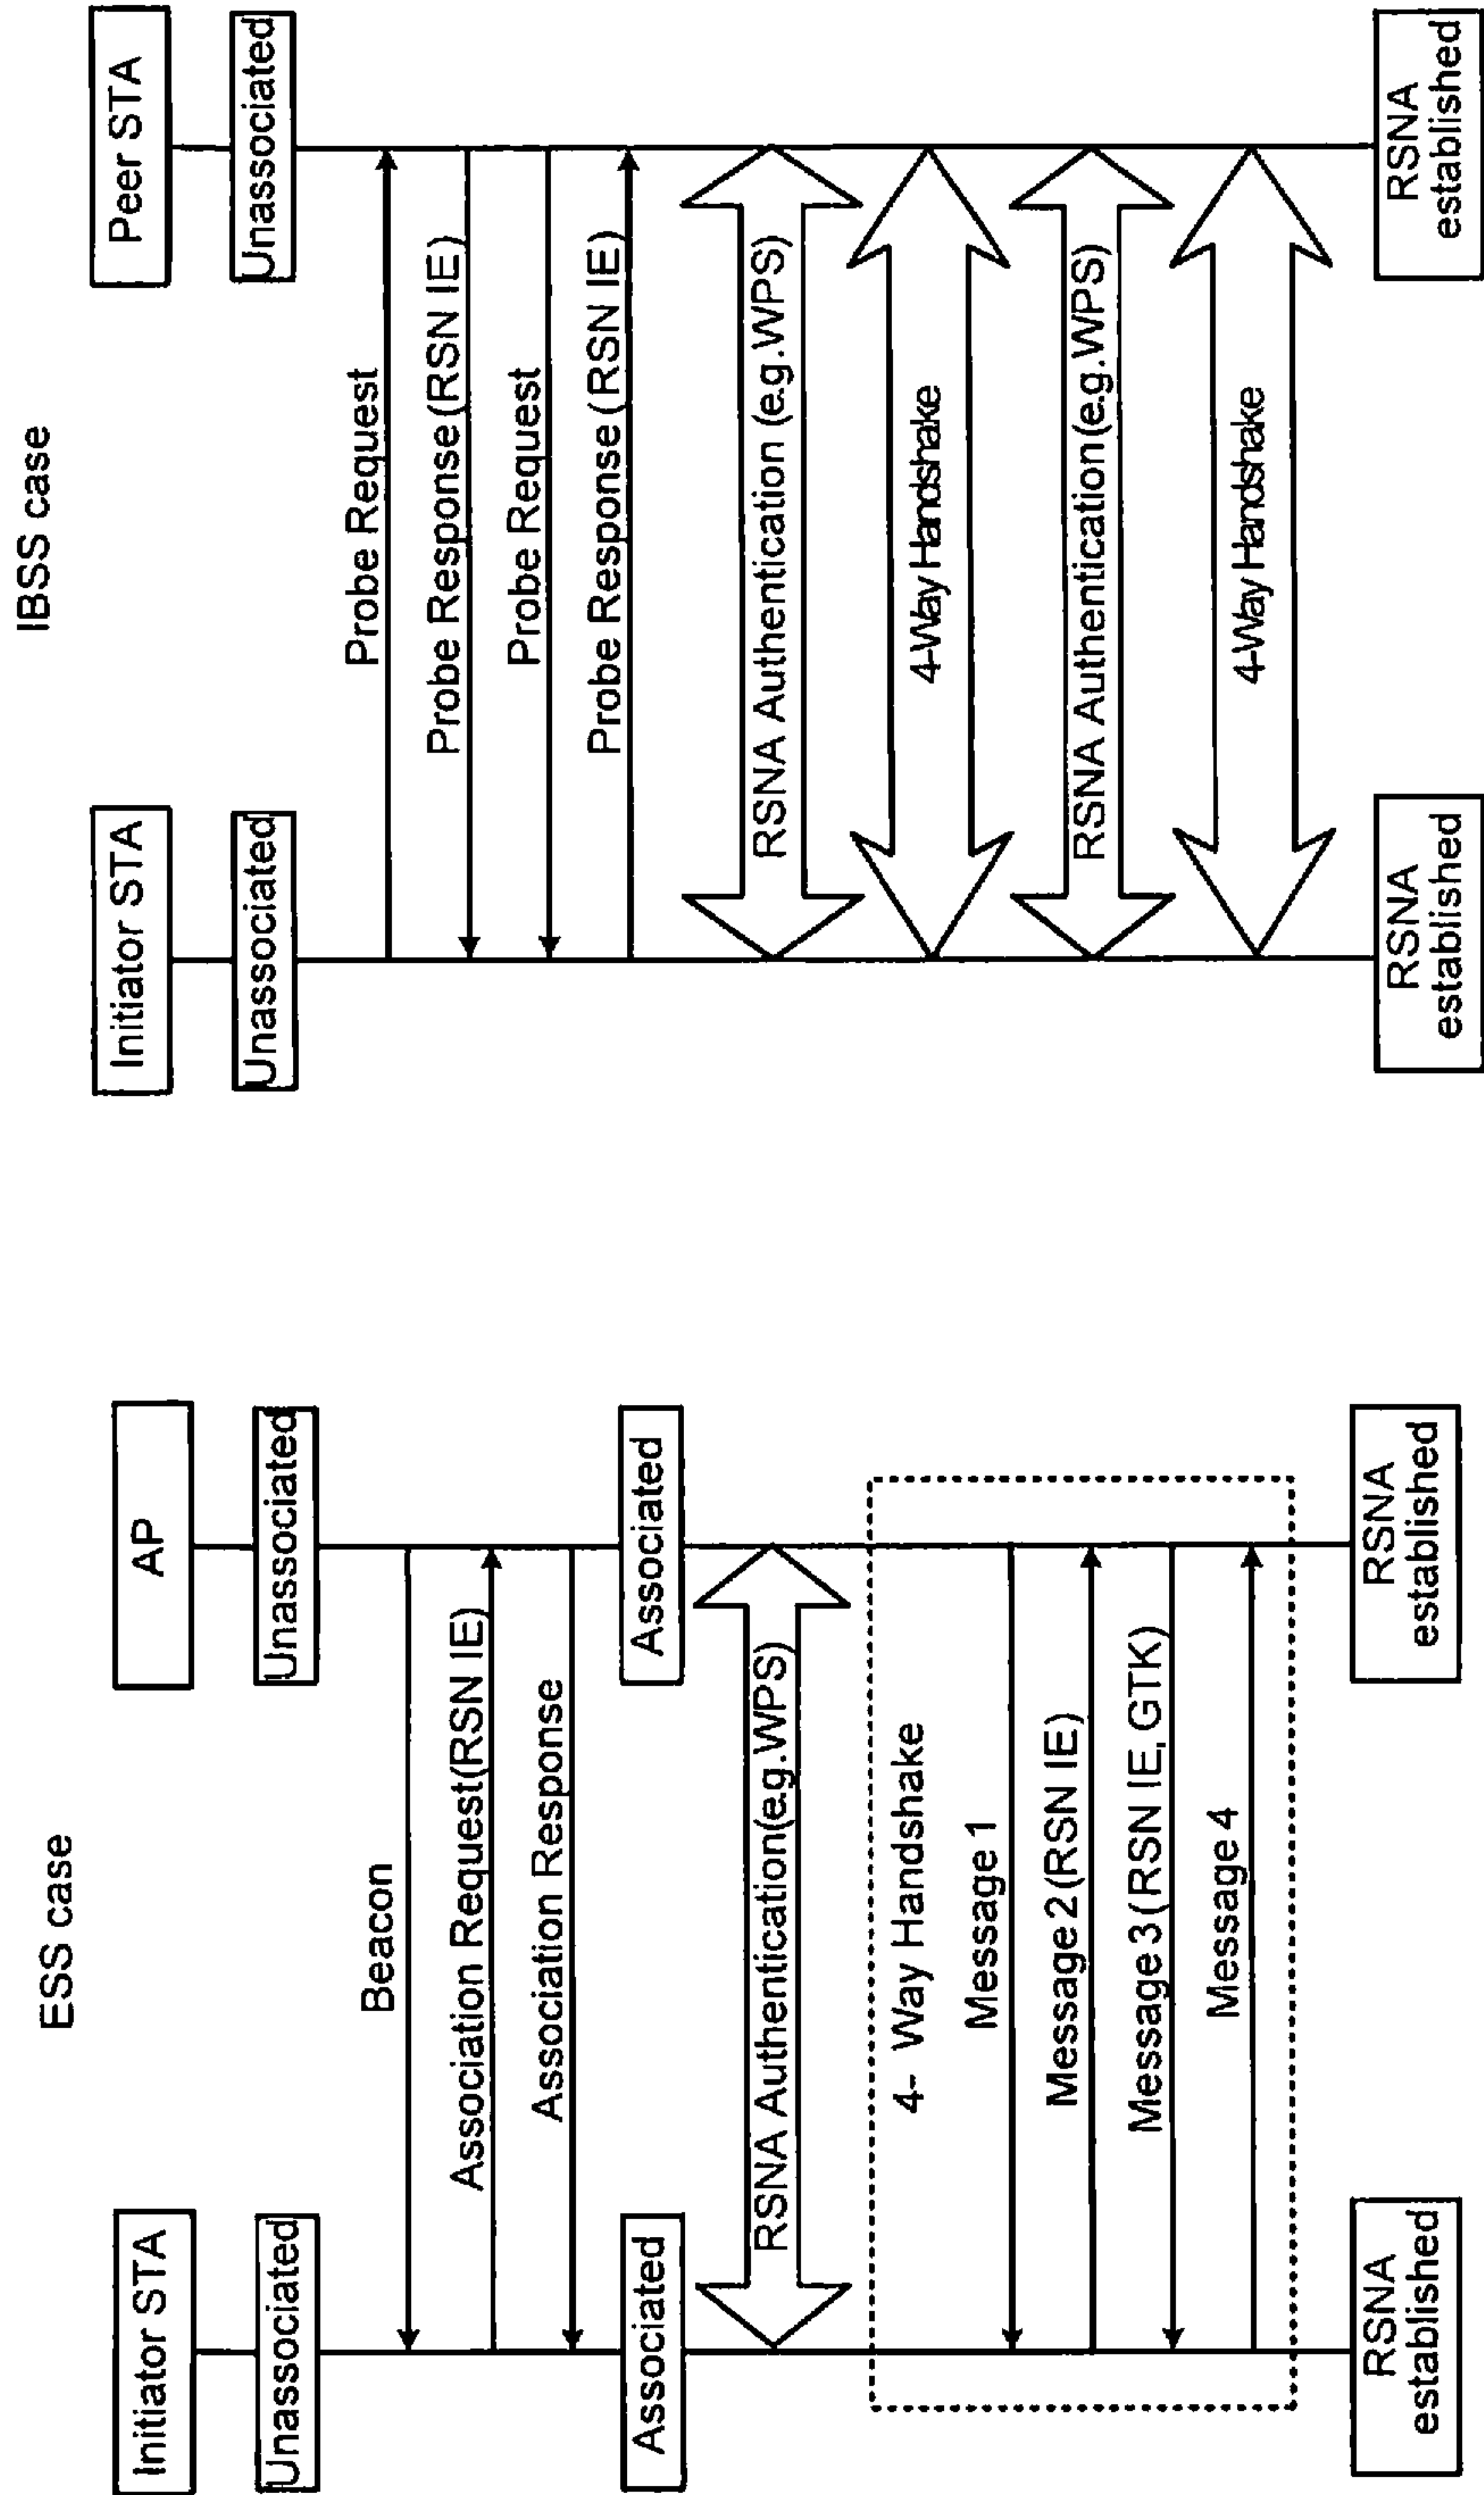 ESS case
Initiator STA
AP
Unassociated
Unassociated
Beacon
Association Request(RSN IE)
Association Response
Associated
Associated
RSNA Authentication(e.g.WPS)
4- Way Handshake
Message 1
Message 2 (RSN IE)
Message 3 (RSN IE, GTK)
Message 4
RSNA
established
RSNA
established
IBSS case
Initiator STA
Peer STA
Unassociated
Unassociated
Probe Request
Probe Response (RSN IE)
Probe Request
Probe Response (RSN IE)
RSNA Authentication (e.g.WPS)
4-Way Handshake
RSNA Authentication (e.g. WPS)
4-Way Handshake
RSNA
established
RSNA
established